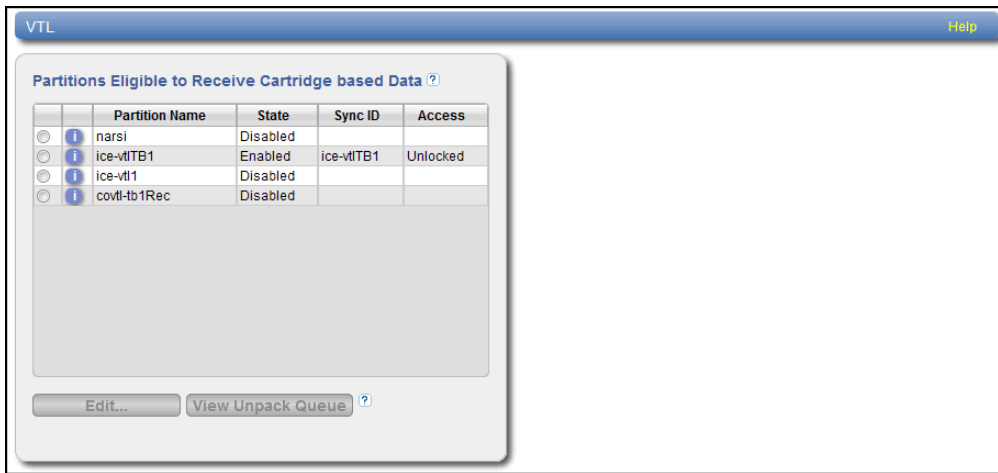 VTL Help
Partitions Eligible to Receive Cartridge based Data ?
Partition Name State Sync ID Access
i narsi Disabled
i ice-vtlTB1 Enabled ice-vtlTB1 Unlocked
i ice-vtl1 Disabled
i covtl-tb1Rec Disabled
Edit... View Unpack Queue ?